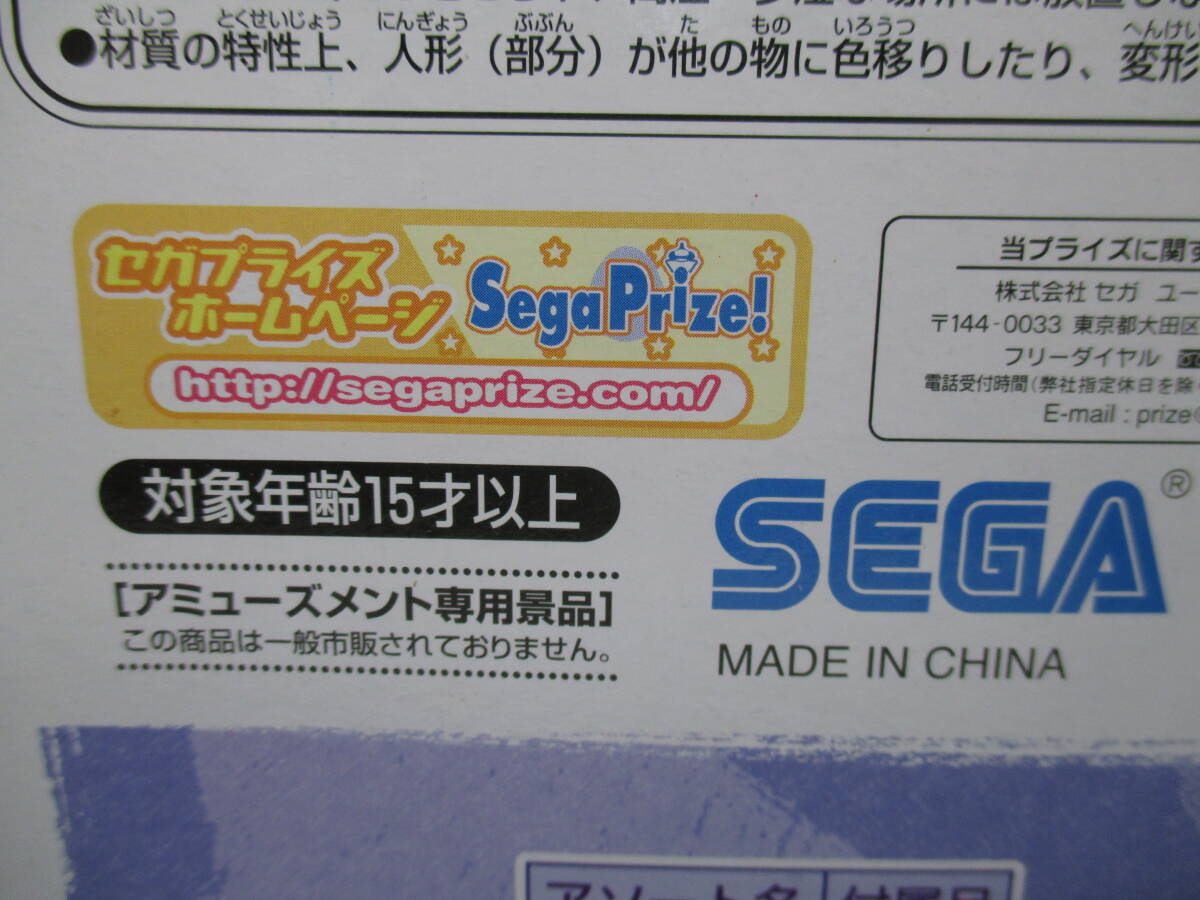 ざいしつ とくせいじょう にんぎょう ぶぶん た もの いろうつ へんけい
●材質の特性上、人形（部分）が他の物に色移りしたり、変形
セガプライズ
ホームページ
SegaPrize!
http://segaprize.com/
当プライズに関す
株式会社 セガ ユー
〒144-0033 東京都大田区
フリーダイヤル
電話受付時間（弊社指定休日を除
E-mail : prize@
対象年齢15才以上
[アミューズメント専用景品]
この商品は一般市販されておりません。
SEGA®
MADE IN CHINA
アソート名 付属品